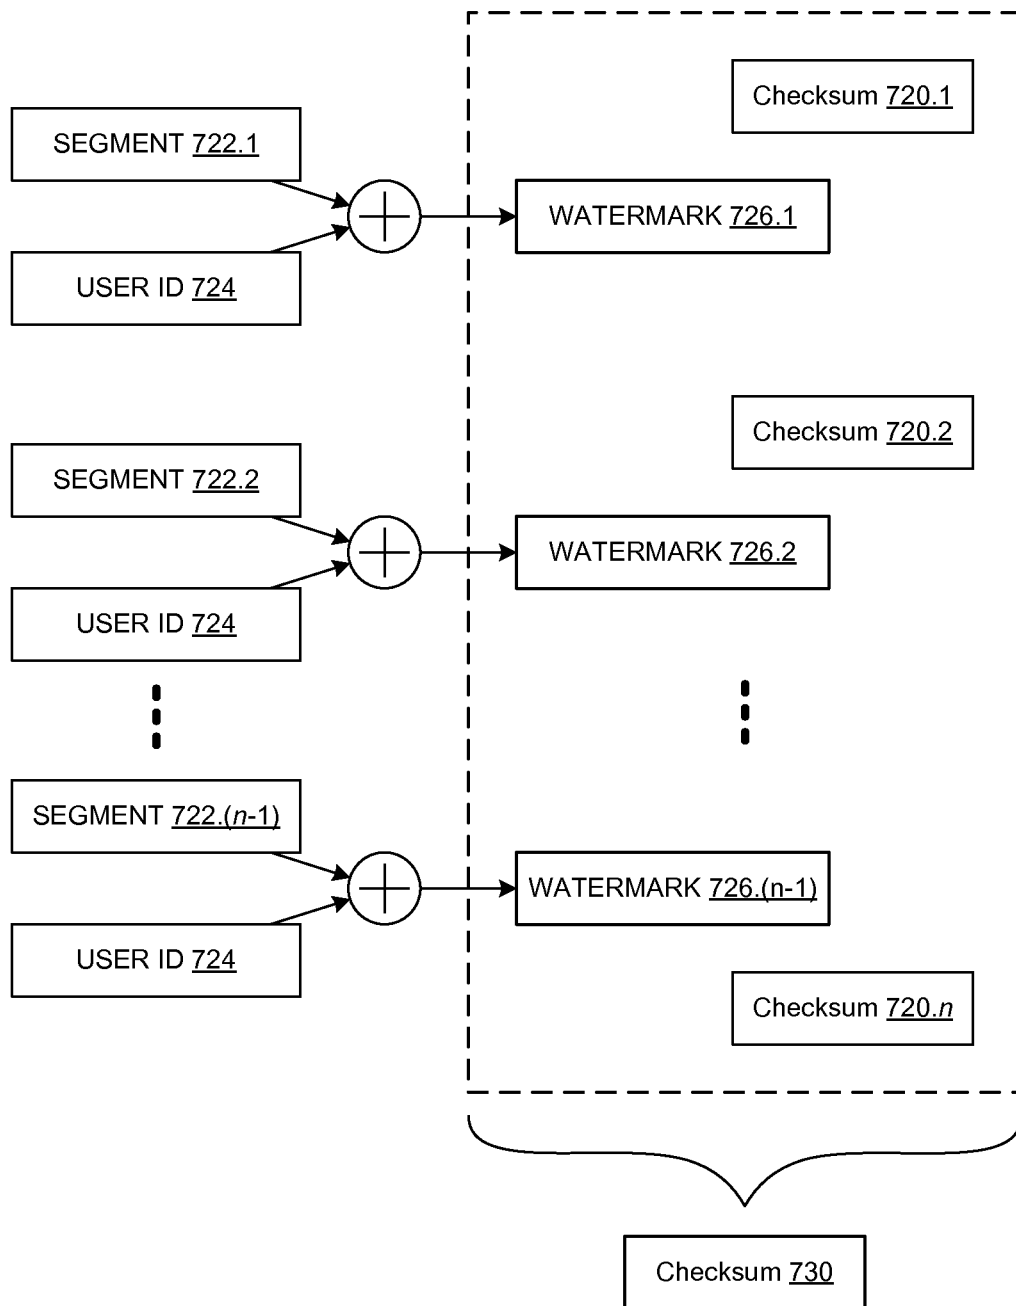 Checksum 720.1
SEGMENT 722.1
WATERMARK 726.1
USER ID 724
Checksum 720.2
SEGMENT 722.2
WATERMARK 726.2
USER ID 724
SEGMENT 722.(n-1)
WATERMARK 726.(n-1)
USER ID 724
Checksum 720.n
Checksum 730